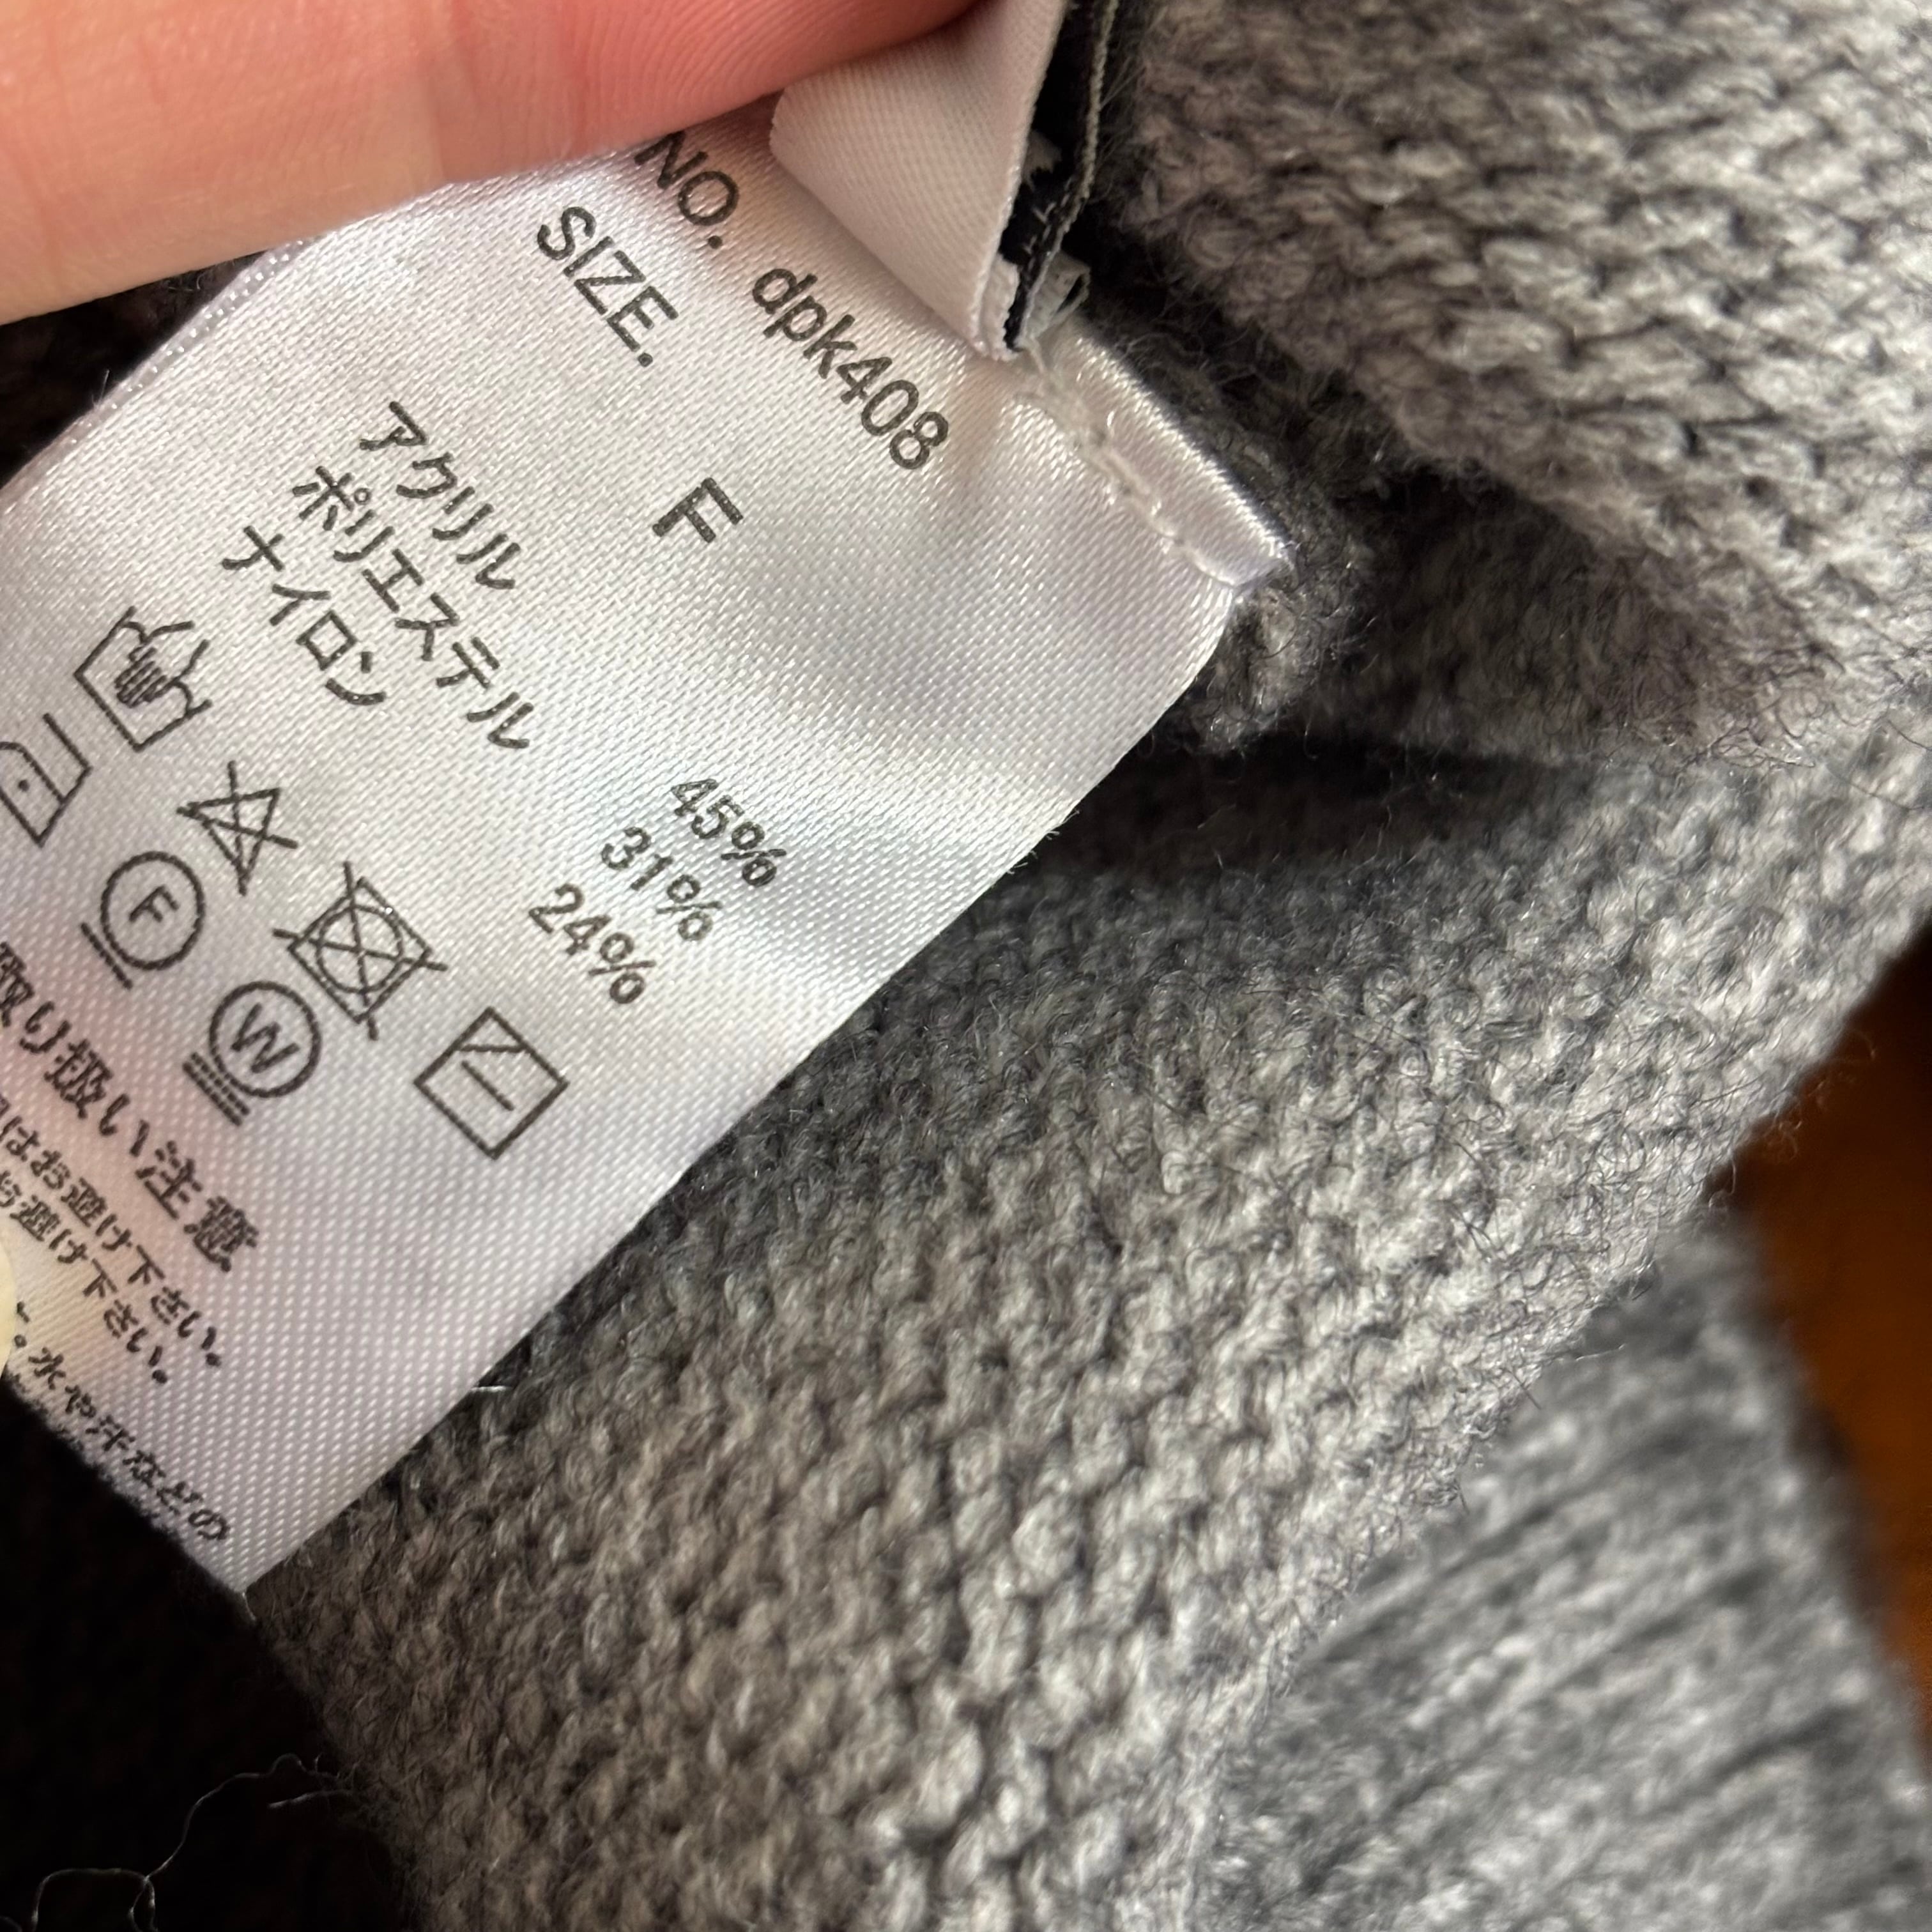 NO. dpk408
SIZE. F
アクリル 45%
ポリエステル 31%
ナイロン 24%
F
W
取り扱い注意
はお避け下さい。
お避け下さい。
水や汗などの